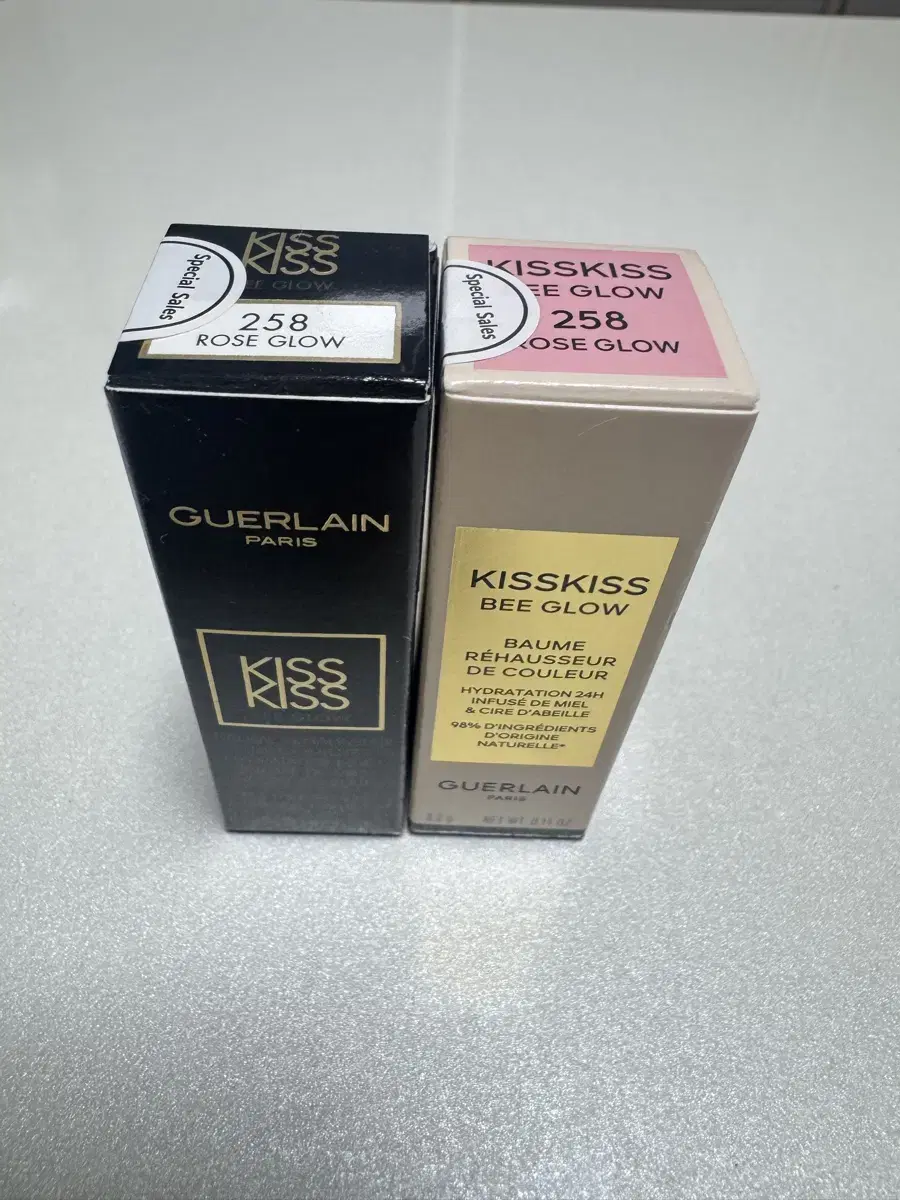 KISS
KISS
BEE GLOW
258
ROSE GLOW
Special Sales
GUERLAIN
PARIS
KISS
KISS
KISSKISS
BEE GLOW
258
ROSE GLOW
Special Sales
KISSKISS
BEE GLOW
BAUME
RÉHAUSSEUR
DE COULEUR
HYDRATATION 24H
INFUSÉ DE MIEL
& CIRE D'ABEILLE
98% D'INGRÉDIENTS
D'ORIGINE
NATURELLE*
GUERLAIN
PARIS